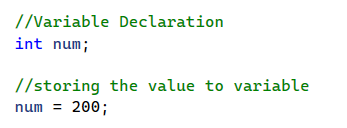 //Variable Declaration
int num;
//storing the value to variable
num = 200;